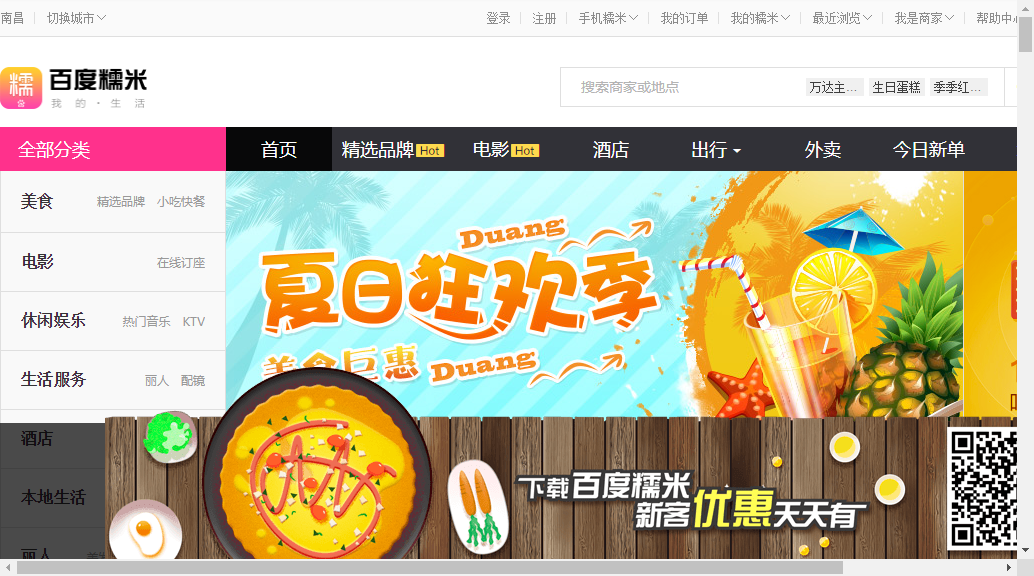 南昌 切换城市 登录 注册 手机糯米 我的订单 我的糯米 最近浏览 我是商家 帮助中心
糯 百度糯米
会 我 的 · 生 活
搜索商家或地点 万达主... 生日蛋糕 季季红...
全部分类 首页 精选品牌 Hot 电影 Hot 酒店 出行 外卖 今日新单
美食 精选品牌 小吃快餐
电影 在线订座
休闲娱乐 热门音乐 KTV
生活服务 丽人 配镜
酒店
本地生活
丽人
Duang
夏日狂欢季
美食巨惠 Duang
下载百度糯米
新客优惠天天有